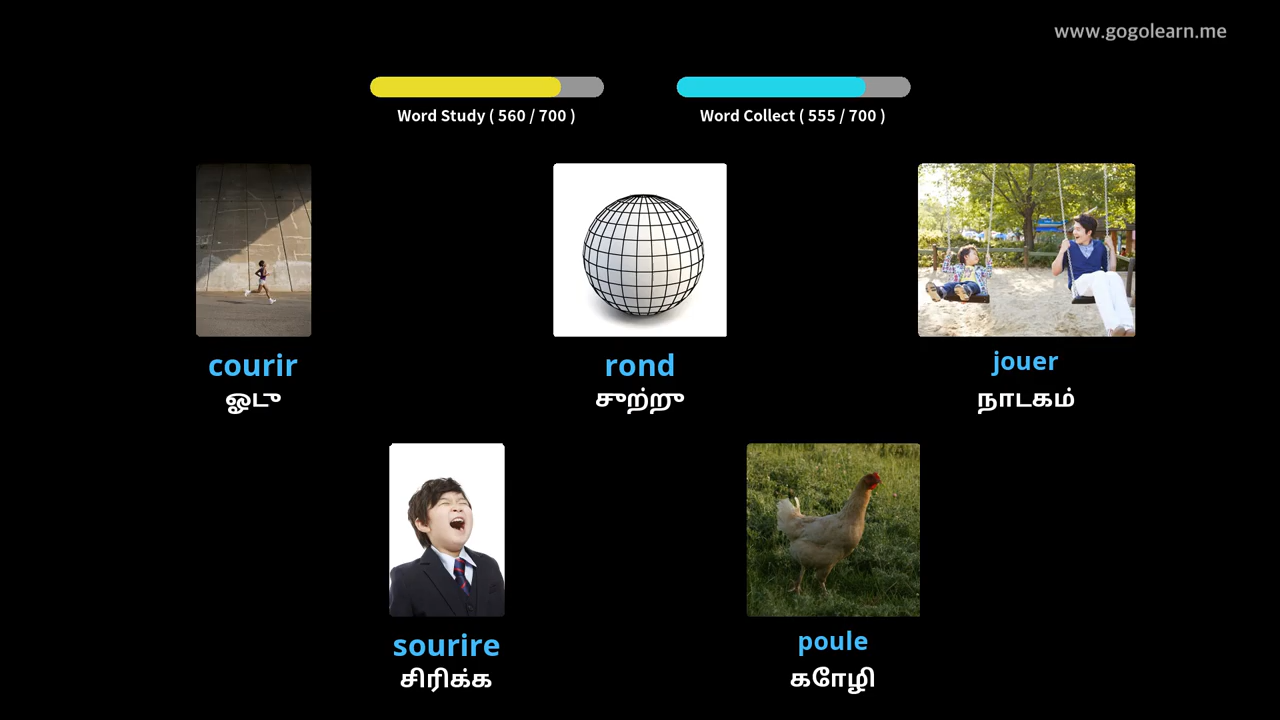 www.gogolearn.me
Word Study ( 560 / 700 )
Word Collect ( 555 / 700 )
courir
rond
jouer
ஓடு
சுற்று
நாடகம்
sourire
poule
சிரிக்க
கோழி